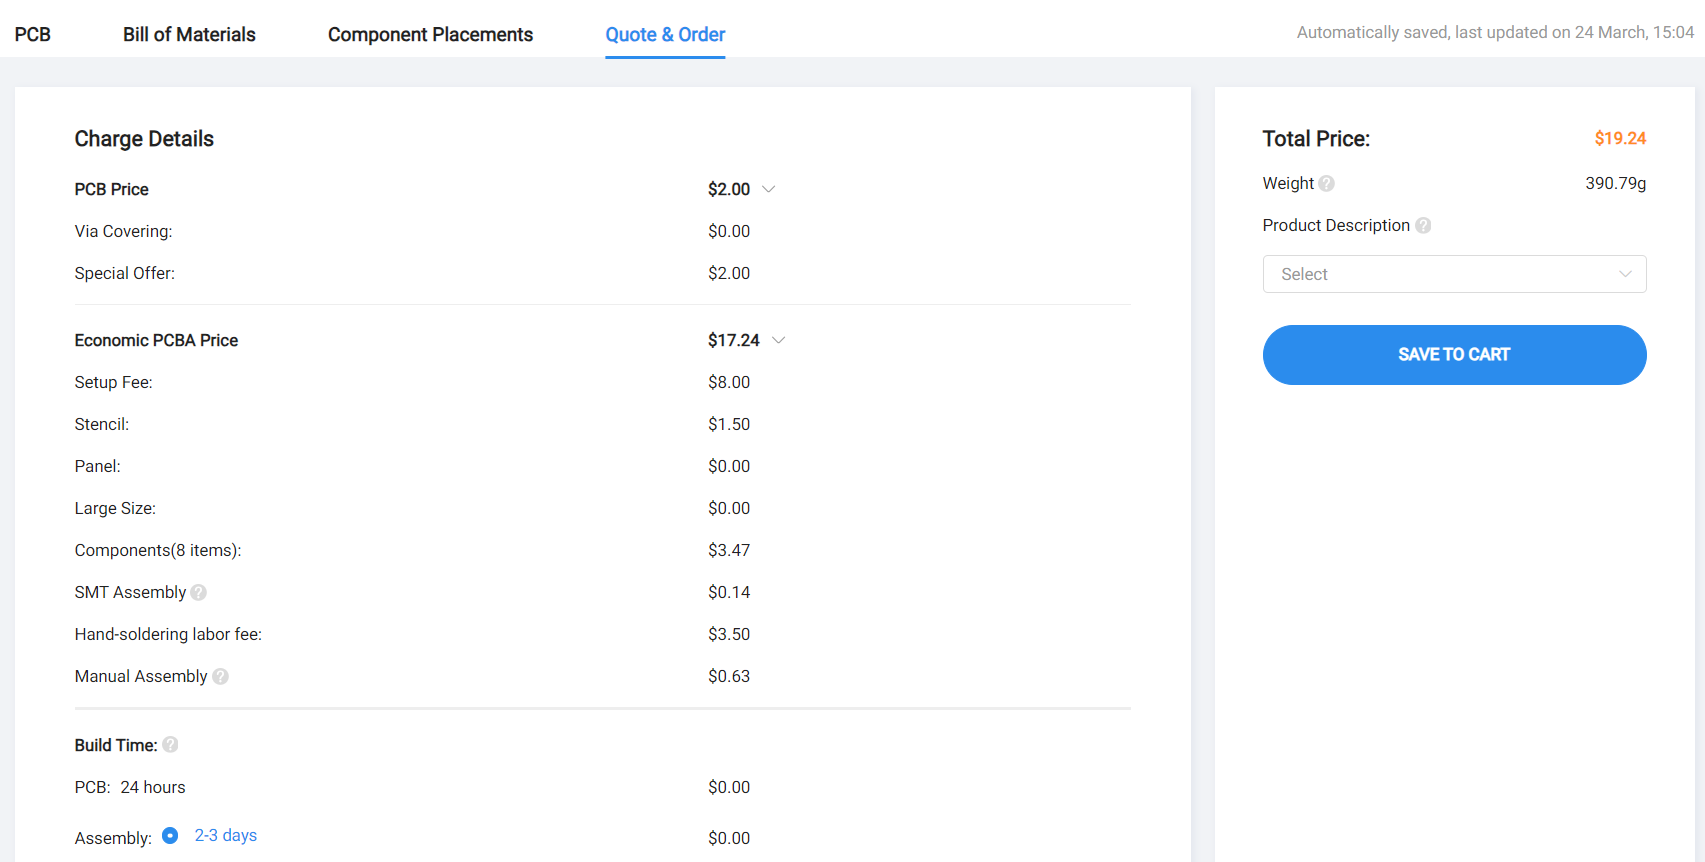 PCB Bill of Materials Component Placements Quote & Order Automatically saved, last updated on 24 March, 15:04
Charge Details
PCB Price $2.00
Via Covering: $0.00
Special Offer: $2.00
Economic PCBA Price $17.24
Setup Fee: $8.00
Stencil: $1.50
Panel: $0.00
Large Size: $0.00
Components(8 items): $3.47
SMT Assembly ? $0.14
Hand-soldering labor fee: $3.50
Manual Assembly ? $0.63
Build Time: ?
PCB: 24 hours $0.00
Assembly: 2-3 days $0.00
Total Price: $19.24
Weight ? 390.79g
Product Description ?
Select
SAVE TO CART